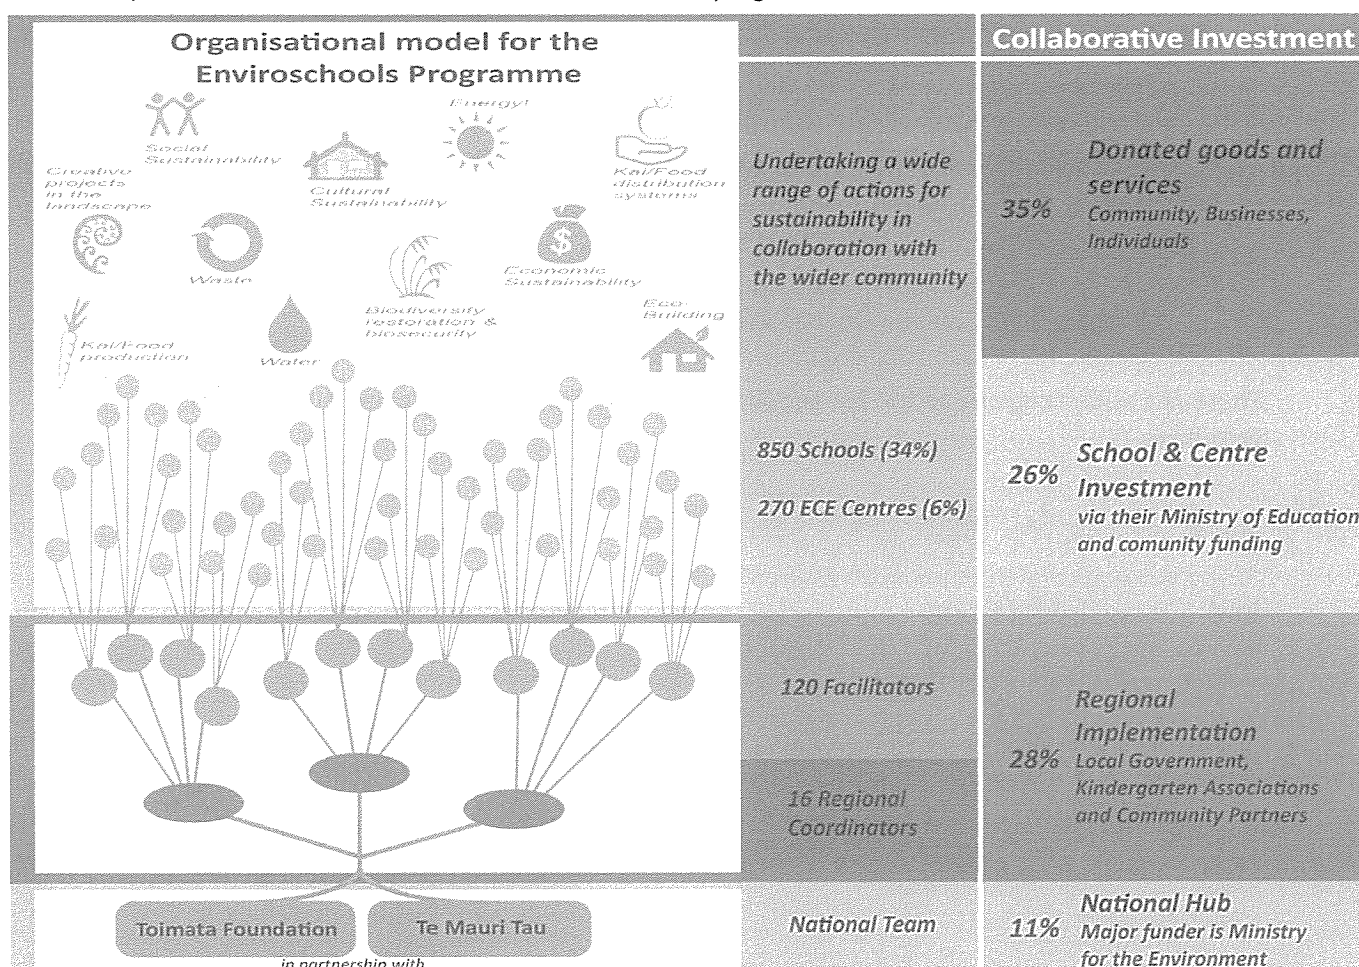 Organisational model for the
Enviroschools Programme
Social
Sustainability
Energy!
Creative
projects
in the
landscape
Cultural
Sustainability
Kai/Food
distribution
systems
Waste
Economic
Sustainability
Biodiversity
restoration &
biosecurity
Eco-
Building
Kai/Food
production
Water
Toimata Foundation
Te Mauri Tau
in partnership with
Undertaking a wide
range of actions for
sustainability in
collaboration with
the wider community
850 Schools (34%)
270 ECE Centres (6%)
120 Facilitators
16 Regional
Coordinators
National Team
Collaborative Investment
35%
Donated goods and
services
Community, Businesses,
Individuals
26%
School & Centre
Investment
via their Ministry of Education
and comunity funding
28%
Regional
Implementation
Local Government,
Kindergarten Associations
and Community Partners
11%
National Hub
Major funder is Ministry
for the Environment